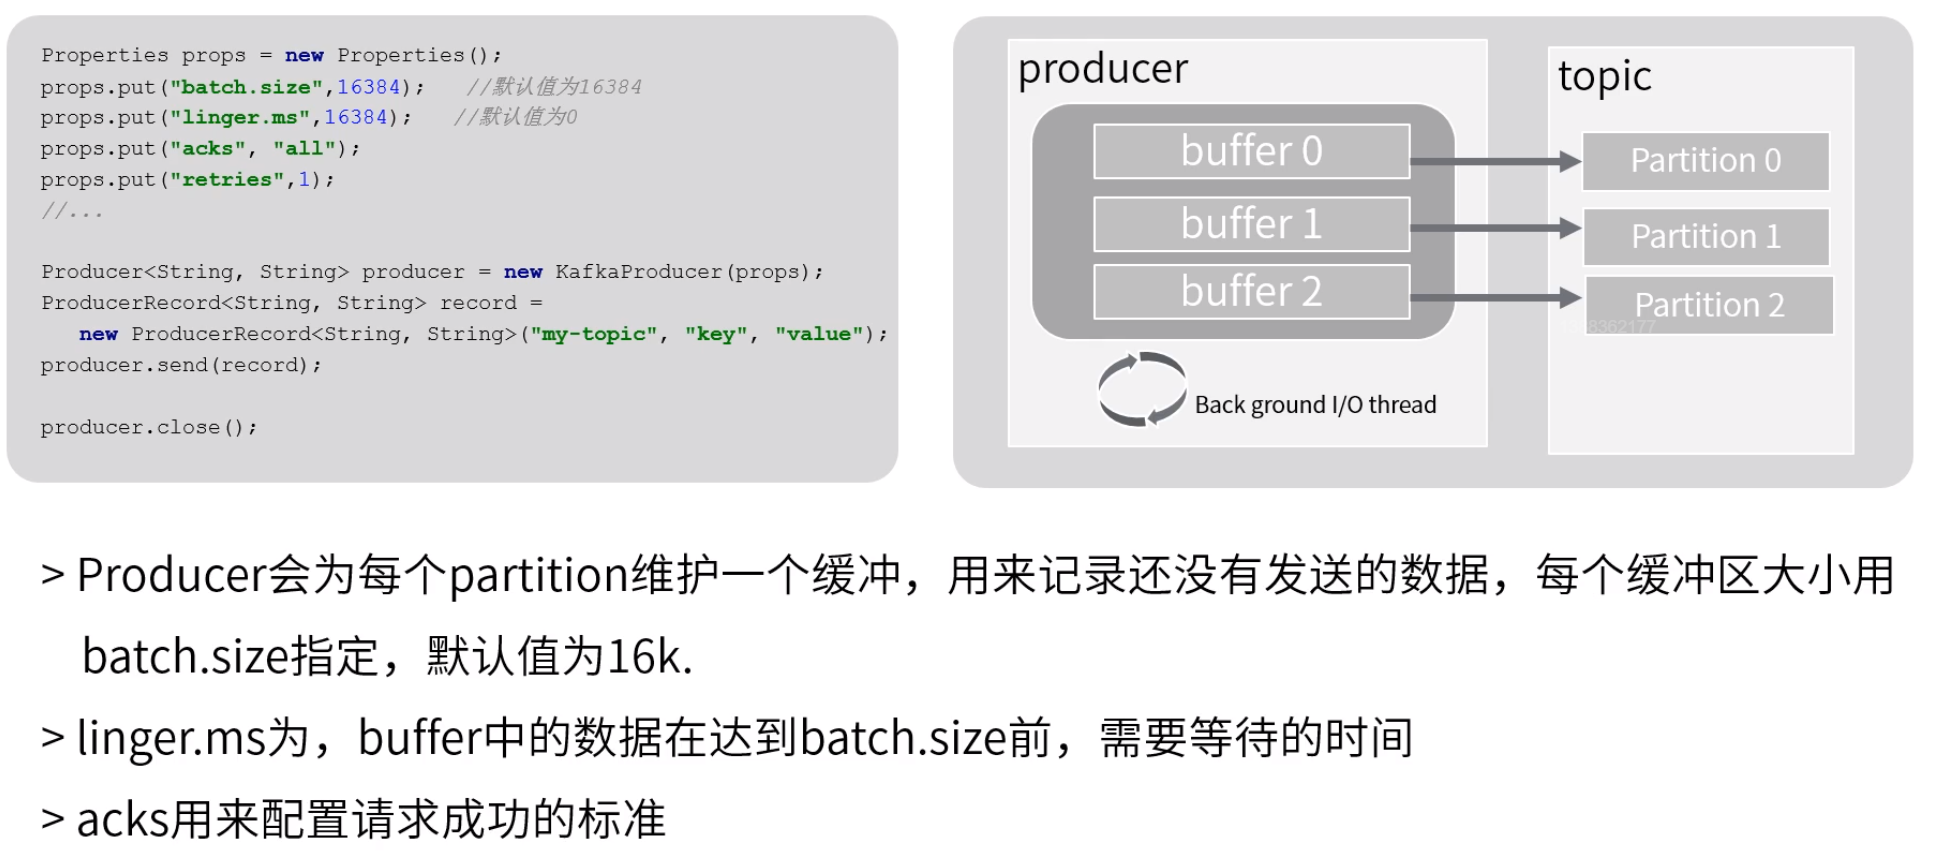 Properties props = new Properties();
props.put("batch.size",16384);   //默认值为16384
props.put("linger.ms",16384);   //默认值为0
props.put("acks", "all");
props.put("retries",1);
//...
Producer<String, String> producer = new KafkaProducer(props);
ProducerRecord<String, String> record =
new ProducerRecord<String, String>("my-topic", "key", "value");
producer.send(record);
producer.close();
producer
buffer 0
buffer 1
buffer 2
Back ground I/O thread
topic
Partition 0
Partition 1
Partition 2
8362177
> Producer会为每个partition维护一个缓冲，用来记录还没有发送的数据，每个缓冲区大小用
batch.size指定，默认值为16k.
> linger.ms为，buffer中的数据在达到batch.size前，需要等待的时间
> acks用来配置请求成功的标准